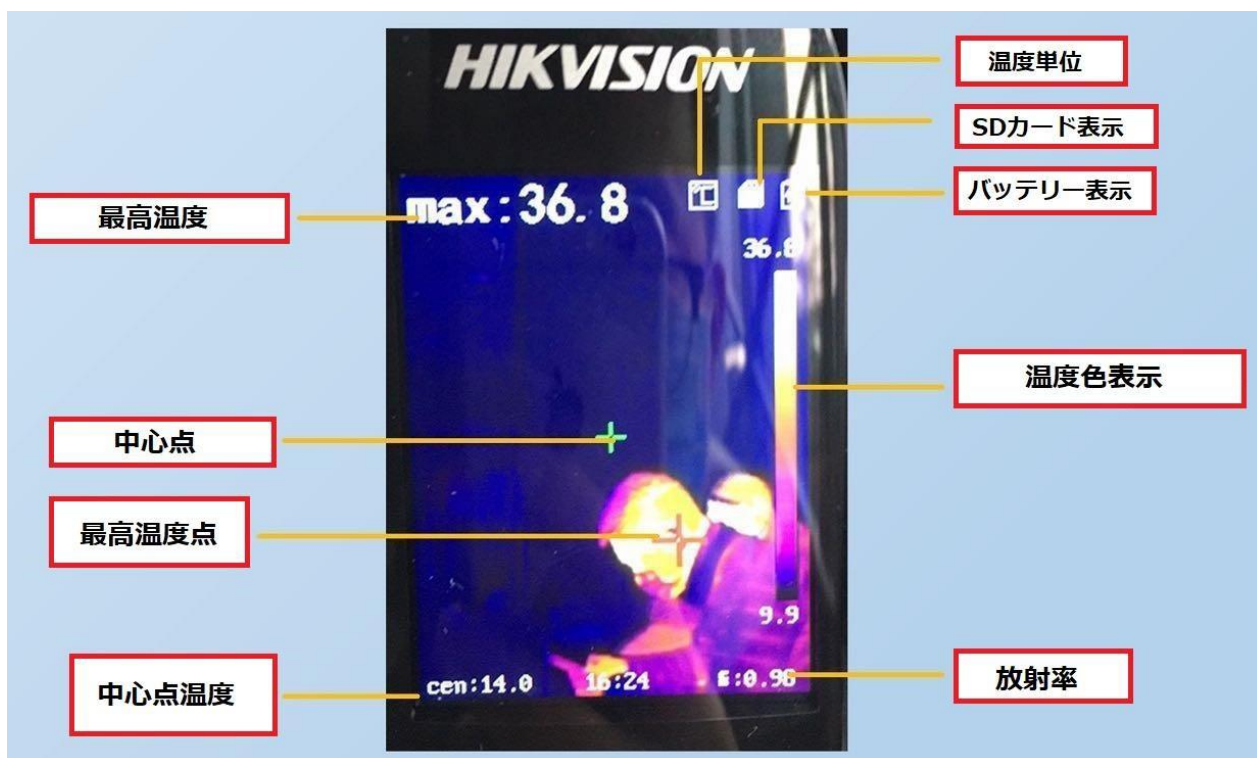 HIKVISION
温度単位
SDカード表示
バッテリー表示
max:36.8
最高温度
36.8
温度色表示
中心点
最高温度点
9.9
cen:14.0
16:24
ε:0.98
中心点温度
放射率